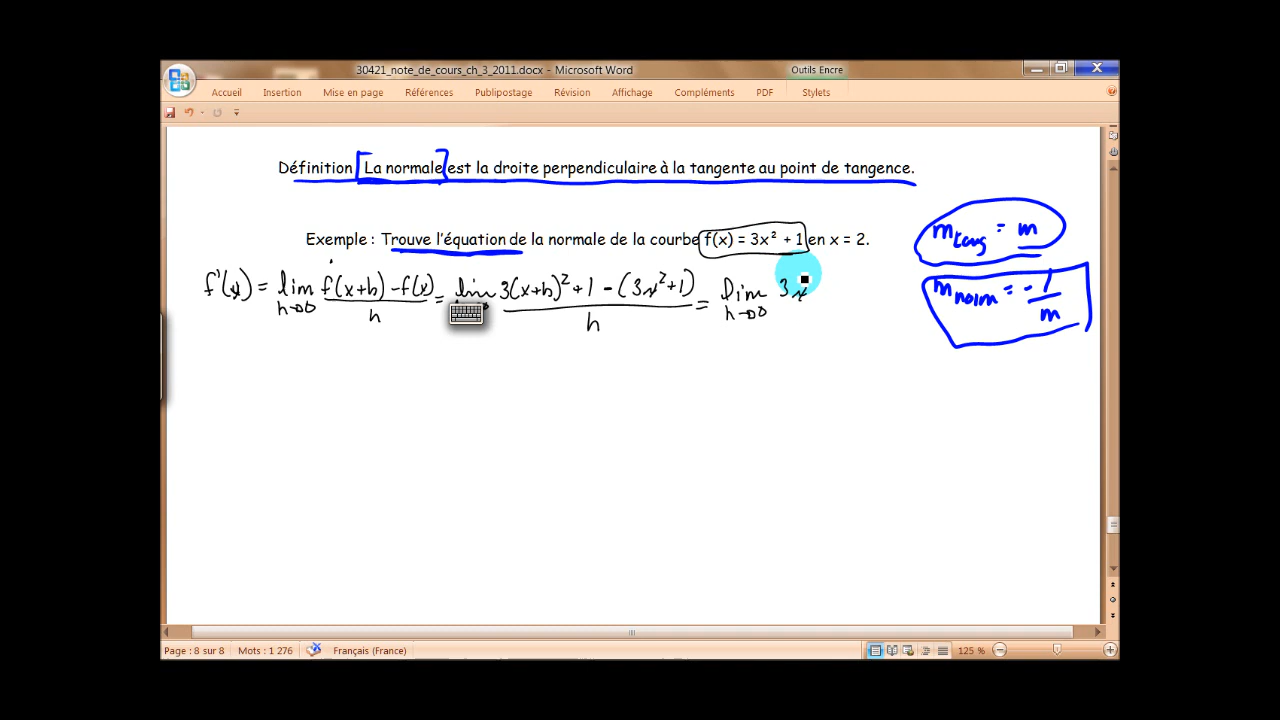 30421_note_de_cours_ch_3_2011.docx - Microsoft Word
Outils Encre
Accueil Insertion Mise en page Références Publipostage Révision Affichage Compléments PDF Stylets
Définition La normale est la droite perpendiculaire à la tangente au point de tangence.
Exemple : Trouve l'équation de la normale de la courbe f(x) = 3x² + 1 en x = 2.
m tang = m
m norm = -1/m
f'(x) = lim h→0 (f(x+h) - f(x))/h = lim (3(x+h)² + 1 - (3x²+1))/h = lim h→0 3x
Page : 8 sur 8 Mots : 1 276 Français (France) 125 %